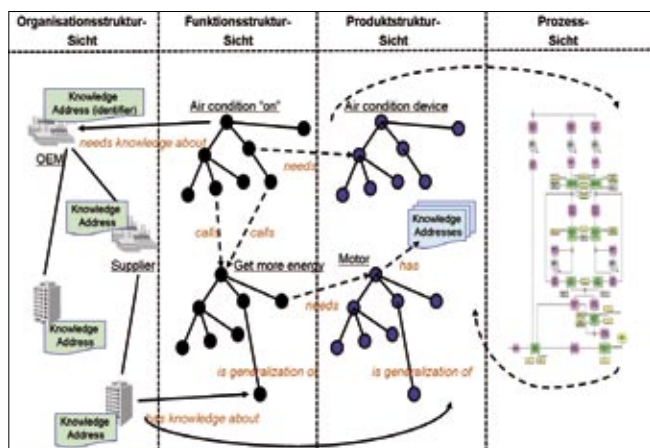 Organisationsstruktur-
Sicht
Funktionsstruktur-
Sicht
Produktstruktur-
Sicht
Prozess-
Sicht
Knowledge
Address (identifier)
Air condition "on"
Air condition device
needs knowledge about
OEM
needs
Knowledge
Address
Knowledge
Addresses
calls
calls
Supplier
Get more energy
Motor
has
needs
Knowledge
Address
is generalization of
is generalization of
has knowledge about
Knowledge
Address